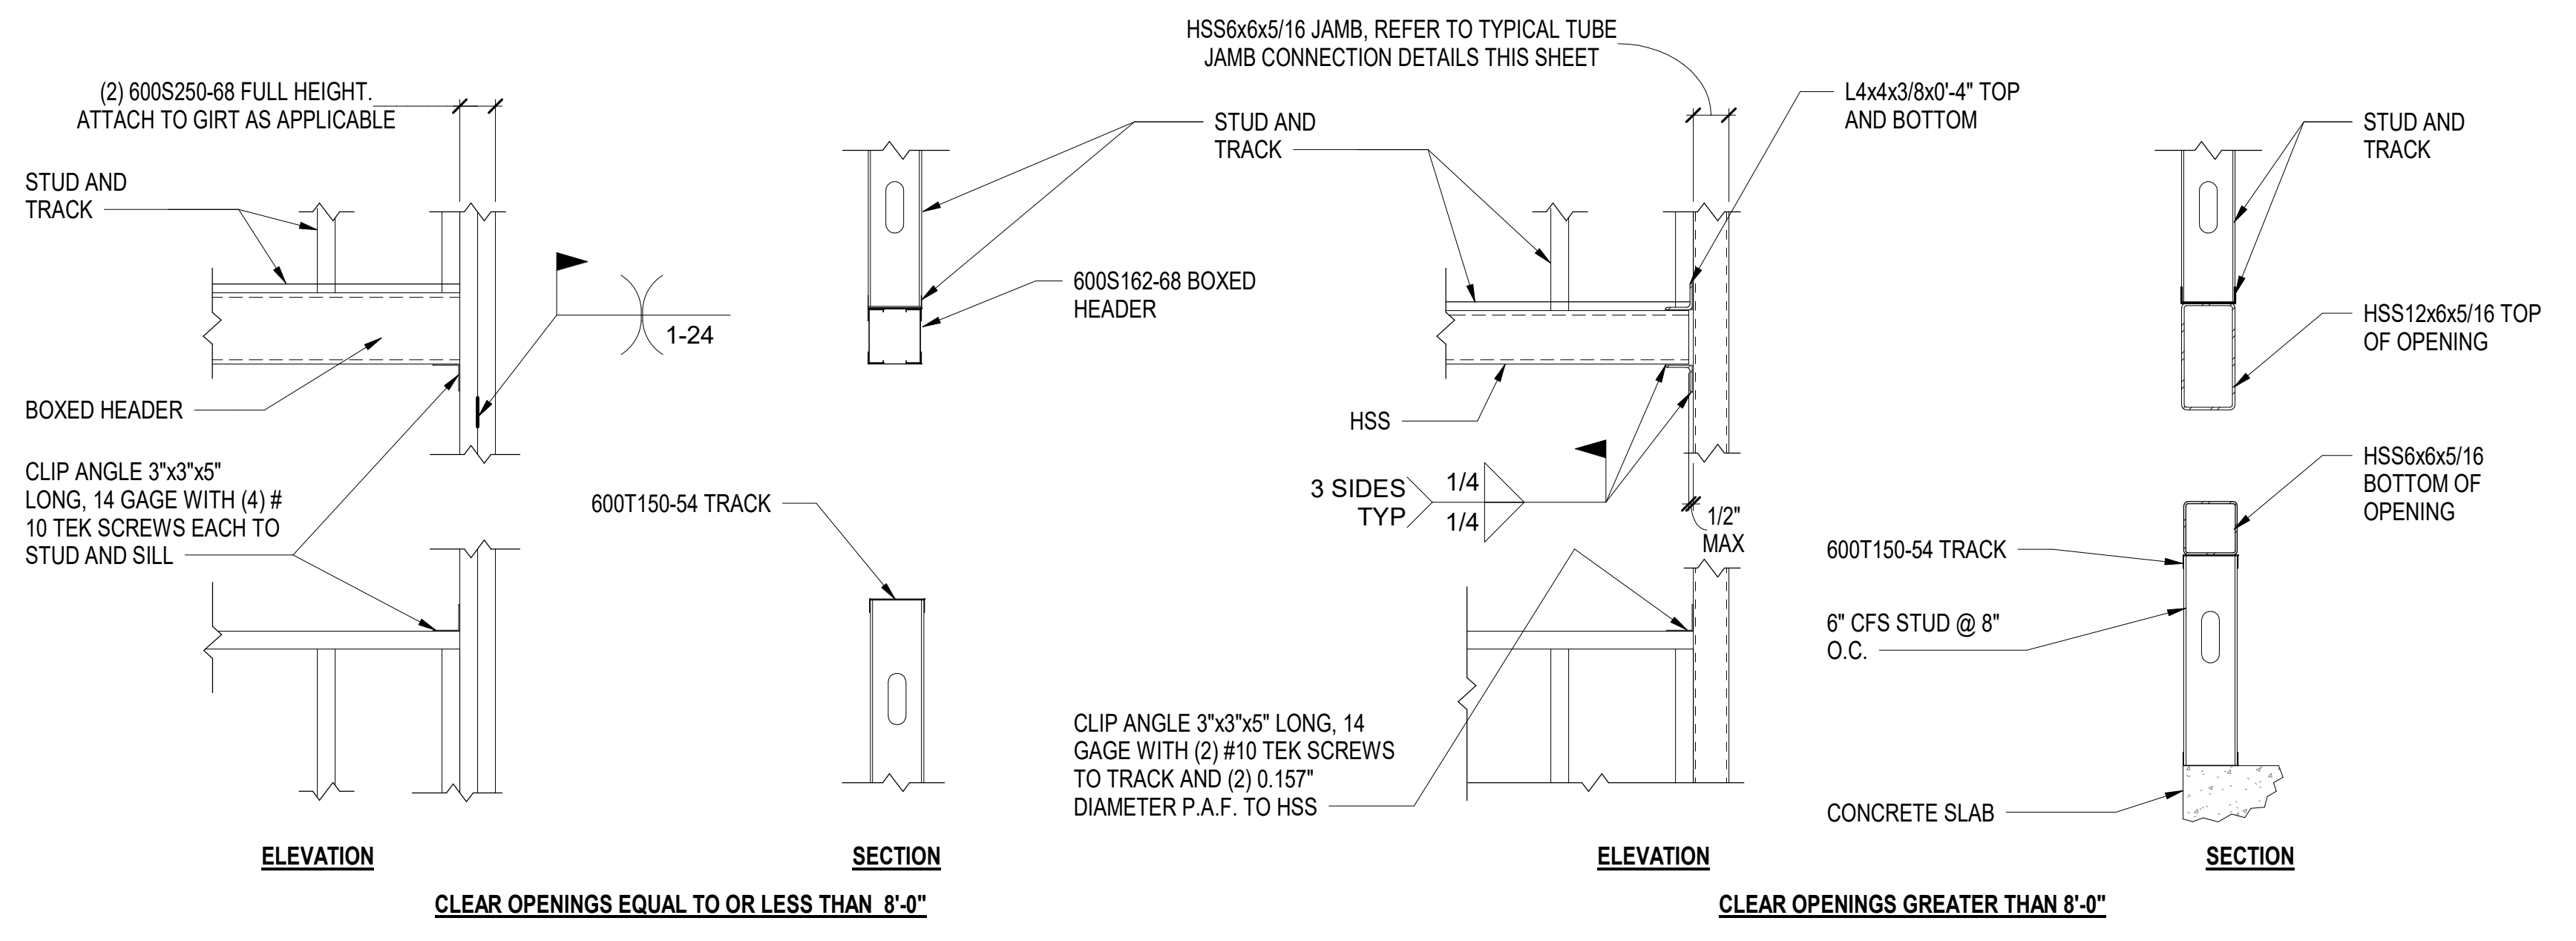 (2) 600S250-68 FULL HEIGHT.
ATTACH TO GIRT AS APPLICABLE
STUD AND
TRACK
BOXED HEADER
CLIP ANGLE 3"x3"x5"
LONG, 14 GAGE WITH (4) #
10 TEK SCREWS EACH TO
STUD AND SILL
1-24
600S162-68 BOXED
HEADER
600T150-54 TRACK
ELEVATION
SECTION
CLEAR OPENINGS EQUAL TO OR LESS THAN 8'-0"
HSS6x6x5/16 JAMB, REFER TO TYPICAL TUBE
JAMB CONNECTION DETAILS THIS SHEET
STUD AND
TRACK
L4x4x3/8x0'-4" TOP
AND BOTTOM
HSS
3 SIDES
TYP
1/4
1/4
1/2"
MAX
CLIP ANGLE 3"x3"x5" LONG, 14
GAGE WITH (2) #10 TEK SCREWS
TO TRACK AND (2) 0.157"
DIAMETER P.A.F. TO HSS
STUD AND
TRACK
HSS12x6x5/16 TOP
OF OPENING
HSS6x6x5/16
BOTTOM OF
OPENING
600T150-54 TRACK
6" CFS STUD @ 8"
O.C.
CONCRETE SLAB
ELEVATION
SECTION
CLEAR OPENINGS GREATER THAN 8'-0"